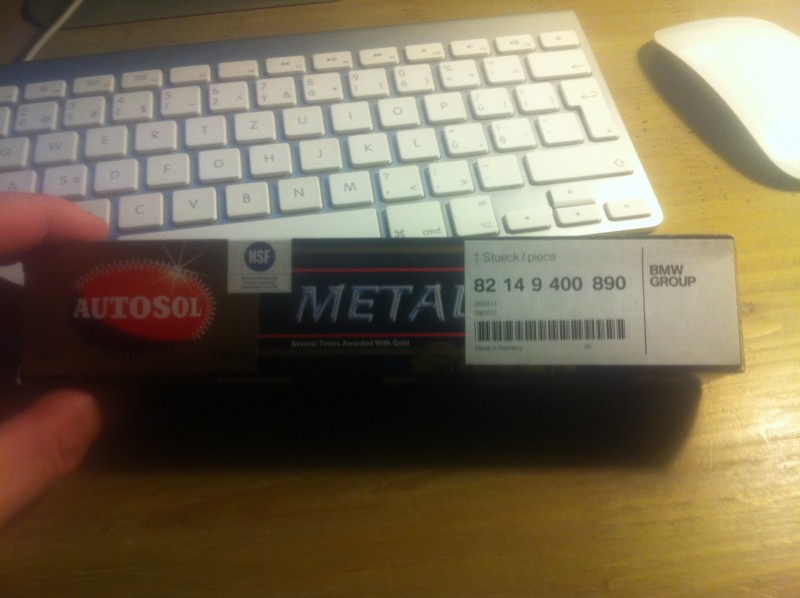 AUTOSOL
NSF
METAL
Several Times Awarded With Gold
1 Stueck / piece
82 14 9 400 890
Made in Germany
BMW
GROUP
W E R T Z U I O P
D F G H J K L
C V B N M
cmd